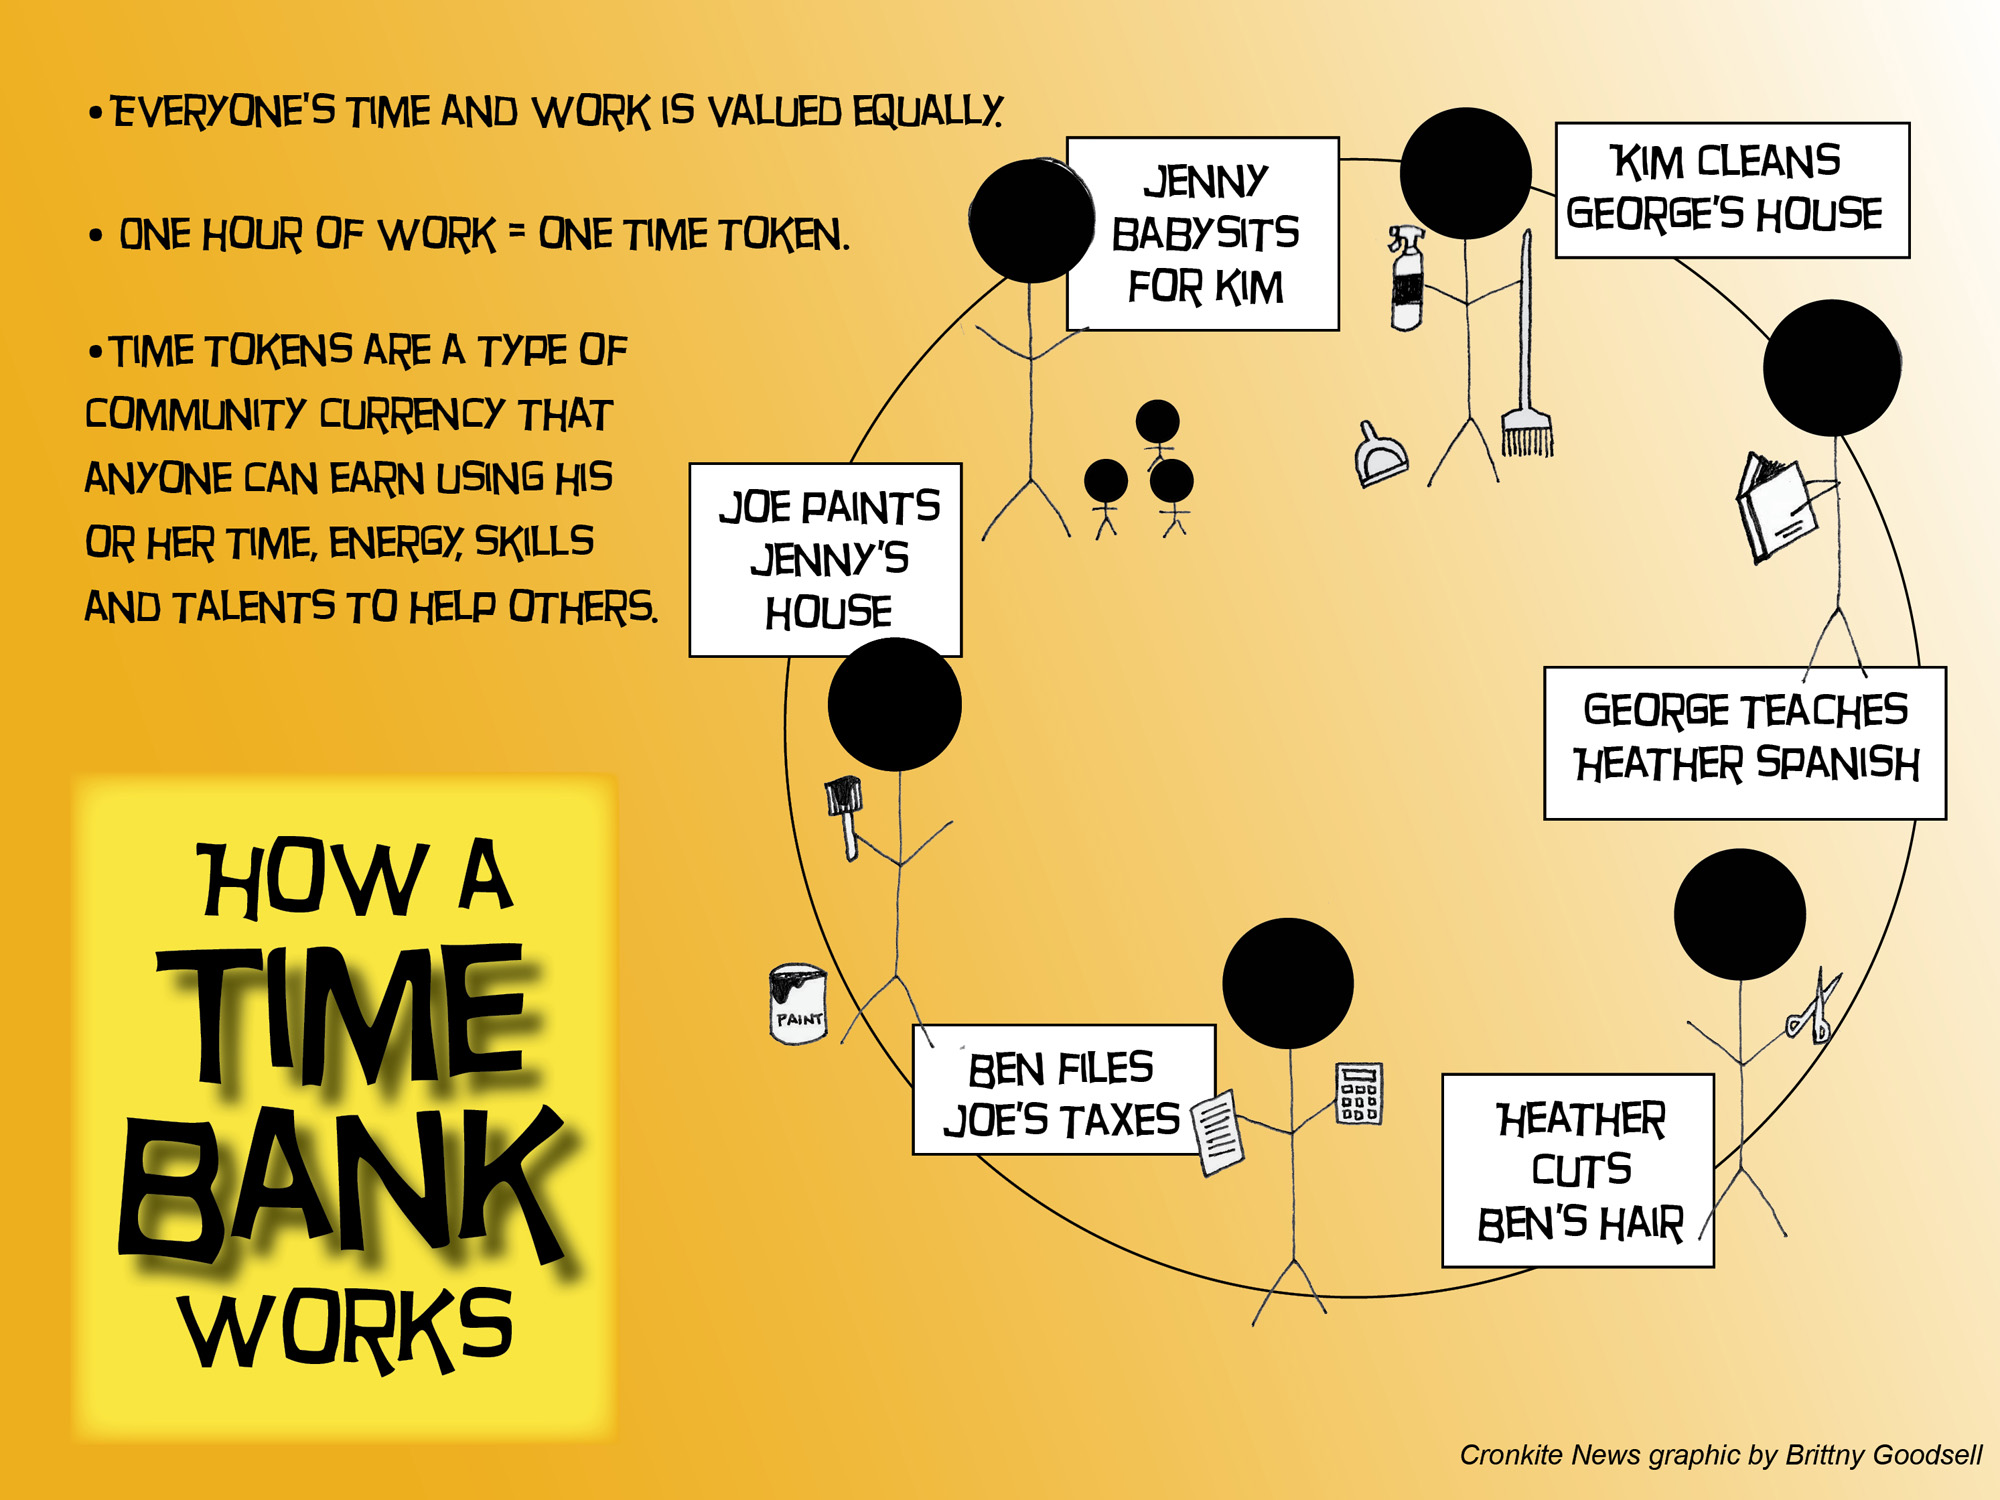 • EVERYONE'S TIME AND WORK IS VALUED EQUALLY.
• ONE HOUR OF WORK = ONE TIME TOKEN.
• TIME TOKENS ARE A TYPE OF
COMMUNITY CURRENCY THAT
ANYONE CAN EARN USING HIS
OR HER TIME, ENERGY, SKILLS
AND TALENTS TO HELP OTHERS.
HOW A
TIME
BANK
WORKS
JENNY
BABYSITS
FOR KIM
KIM CLEANS
GEORGE'S HOUSE
GEORGE TEACHES
HEATHER SPANISH
HEATHER
CUTS
BEN'S HAIR
BEN FILES
JOE'S TAXES
JOE PAINTS
JENNY'S
HOUSE
PAINT
Cronkite News graphic by Brittny Goodsell